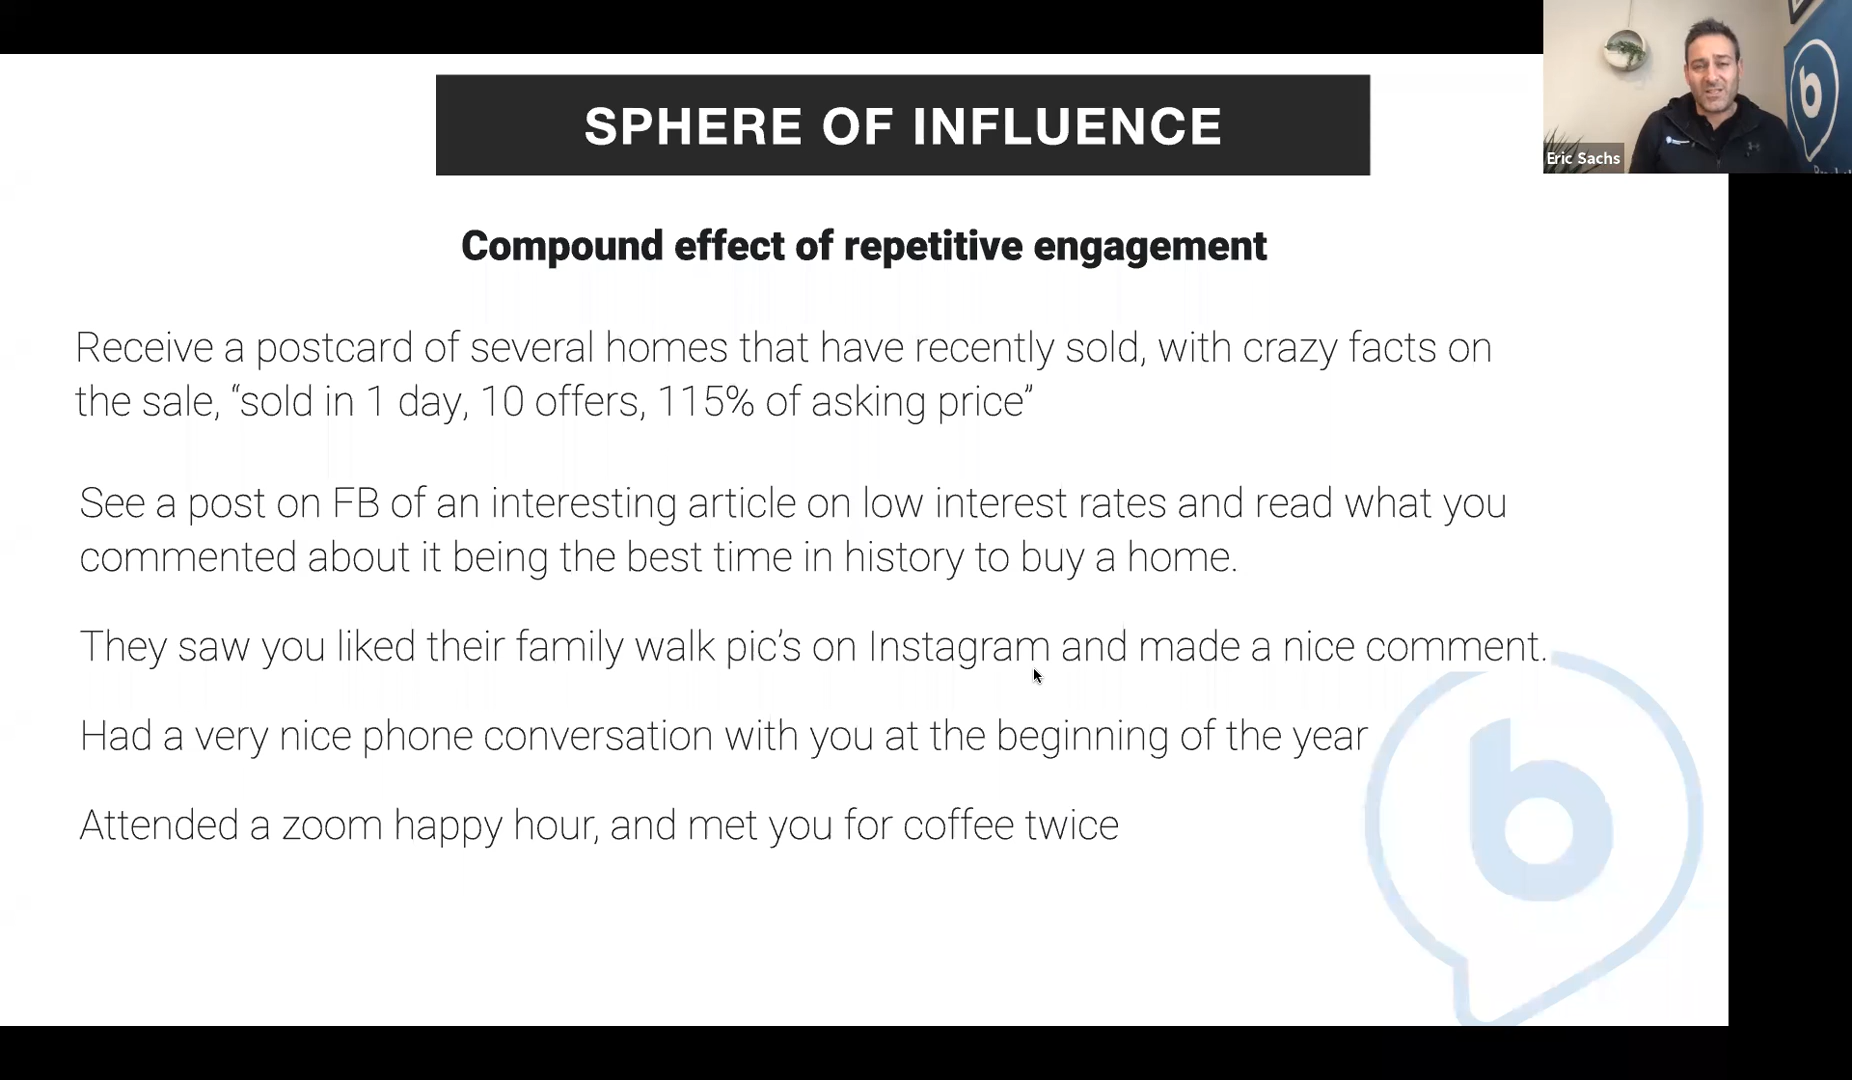 SPHERE OF INFLUENCE
Eric Sachs
Compound effect of repetitive engagement
Receive a postcard of several homes that have recently sold, with crazy facts on
the sale, “sold in 1 day, 10 offers, 115% of asking price”
See a post on FB of an interesting article on low interest rates and read what you
commented about it being the best time in history to buy a home.
They saw you liked their family walk pic’s on Instagram and made a nice comment.
Had a very nice phone conversation with you at the beginning of the year
Attended a zoom happy hour, and met you for coffee twice
b
b